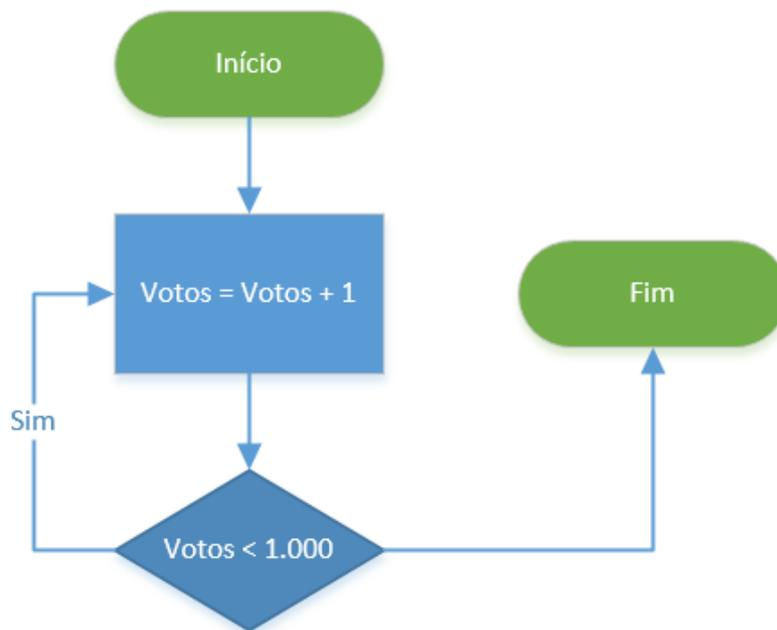 Início
Votos = Votos + 1
Fim
Sim
Votos < 1.000